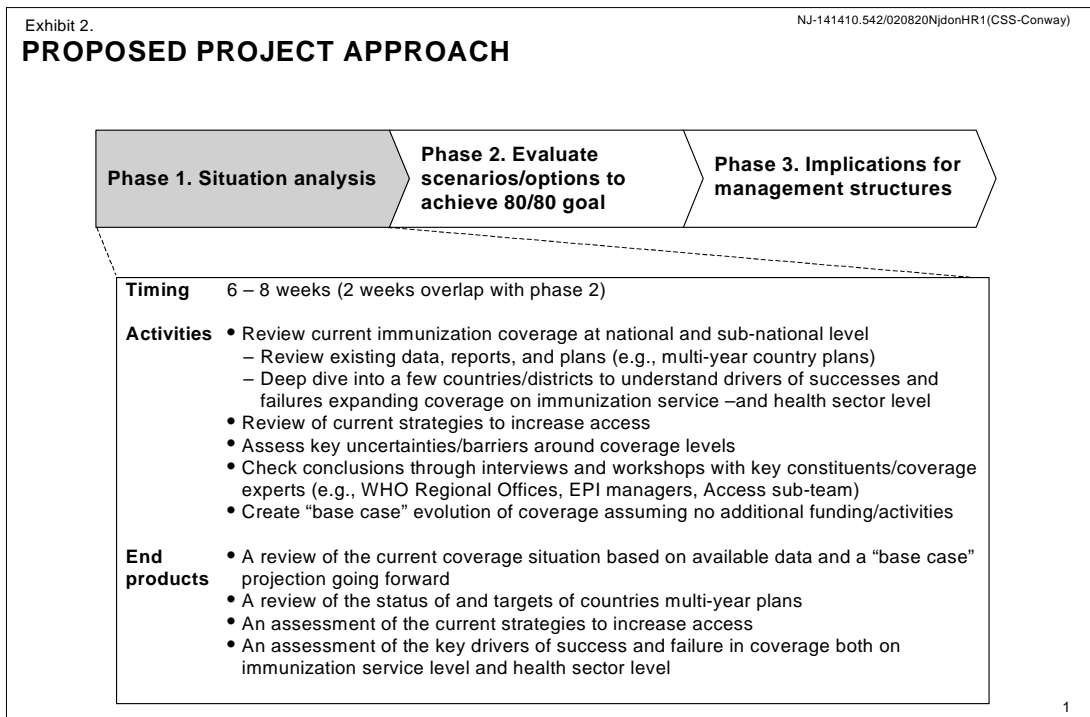 Exhibit 2.
NJ-141410.542/020820NjdonHR1(CSS-Conway)
PROPOSED PROJECT APPROACH
Phase 1. Situation analysis
Phase 2. Evaluate
scenarios/options to
achieve 80/80 goal
Phase 3. Implications for
management structures
Timing 6 – 8 weeks (2 weeks overlap with phase 2)
Activities • Review current immunization coverage at national and sub-national level
– Review existing data, reports, and plans (e.g., multi-year country plans)
– Deep dive into a few countries/districts to understand drivers of successes and
failures expanding coverage on immunization service –and health sector level
• Review of current strategies to increase access
• Assess key uncertainties/barriers around coverage levels
• Check conclusions through interviews and workshops with key constituents/coverage
experts (e.g., WHO Regional Offices, EPI managers, Access sub-team)
• Create “base case” evolution of coverage assuming no additional funding/activities
End • A review of the current coverage situation based on available data and a “base case”
products projection going forward
• A review of the status of and targets of countries multi-year plans
• An assessment of the current strategies to increase access
• An assessment of the key drivers of success and failure in coverage both on
immunization service level and health sector level
1